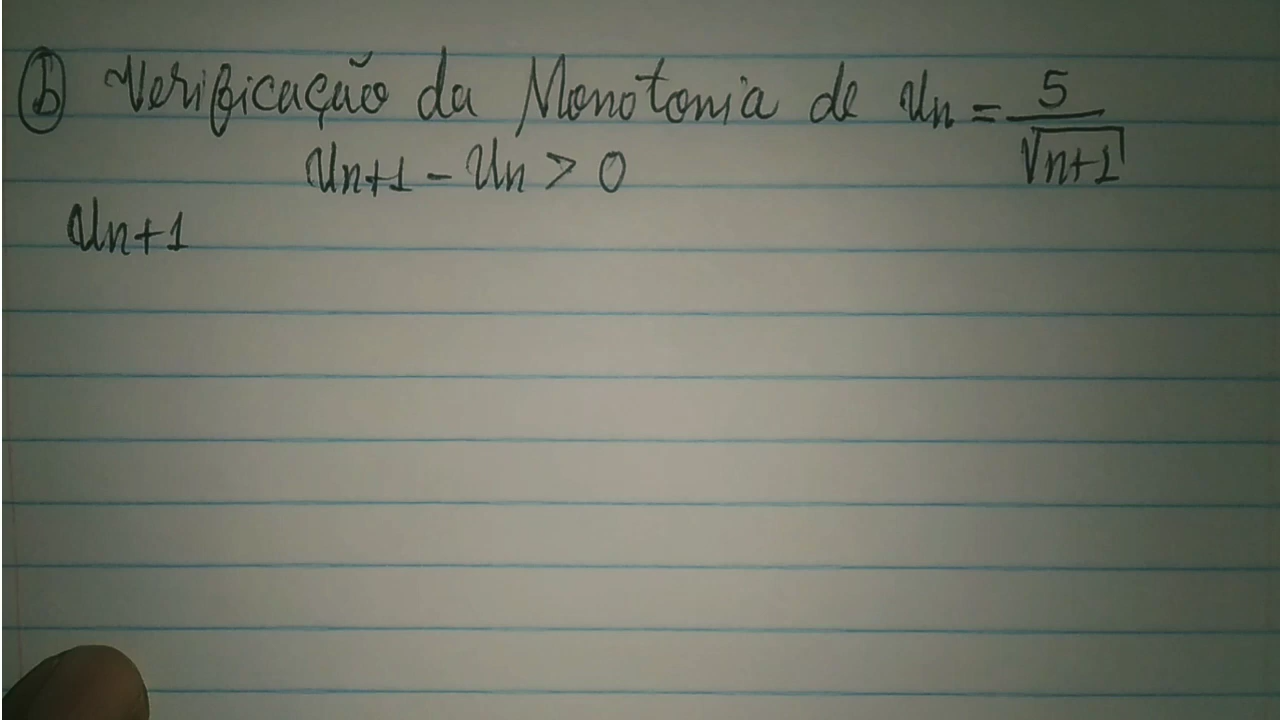 b Verificação da Monotonia de Un = 5/√n+1
Un+1 - Un > 0
Un+1